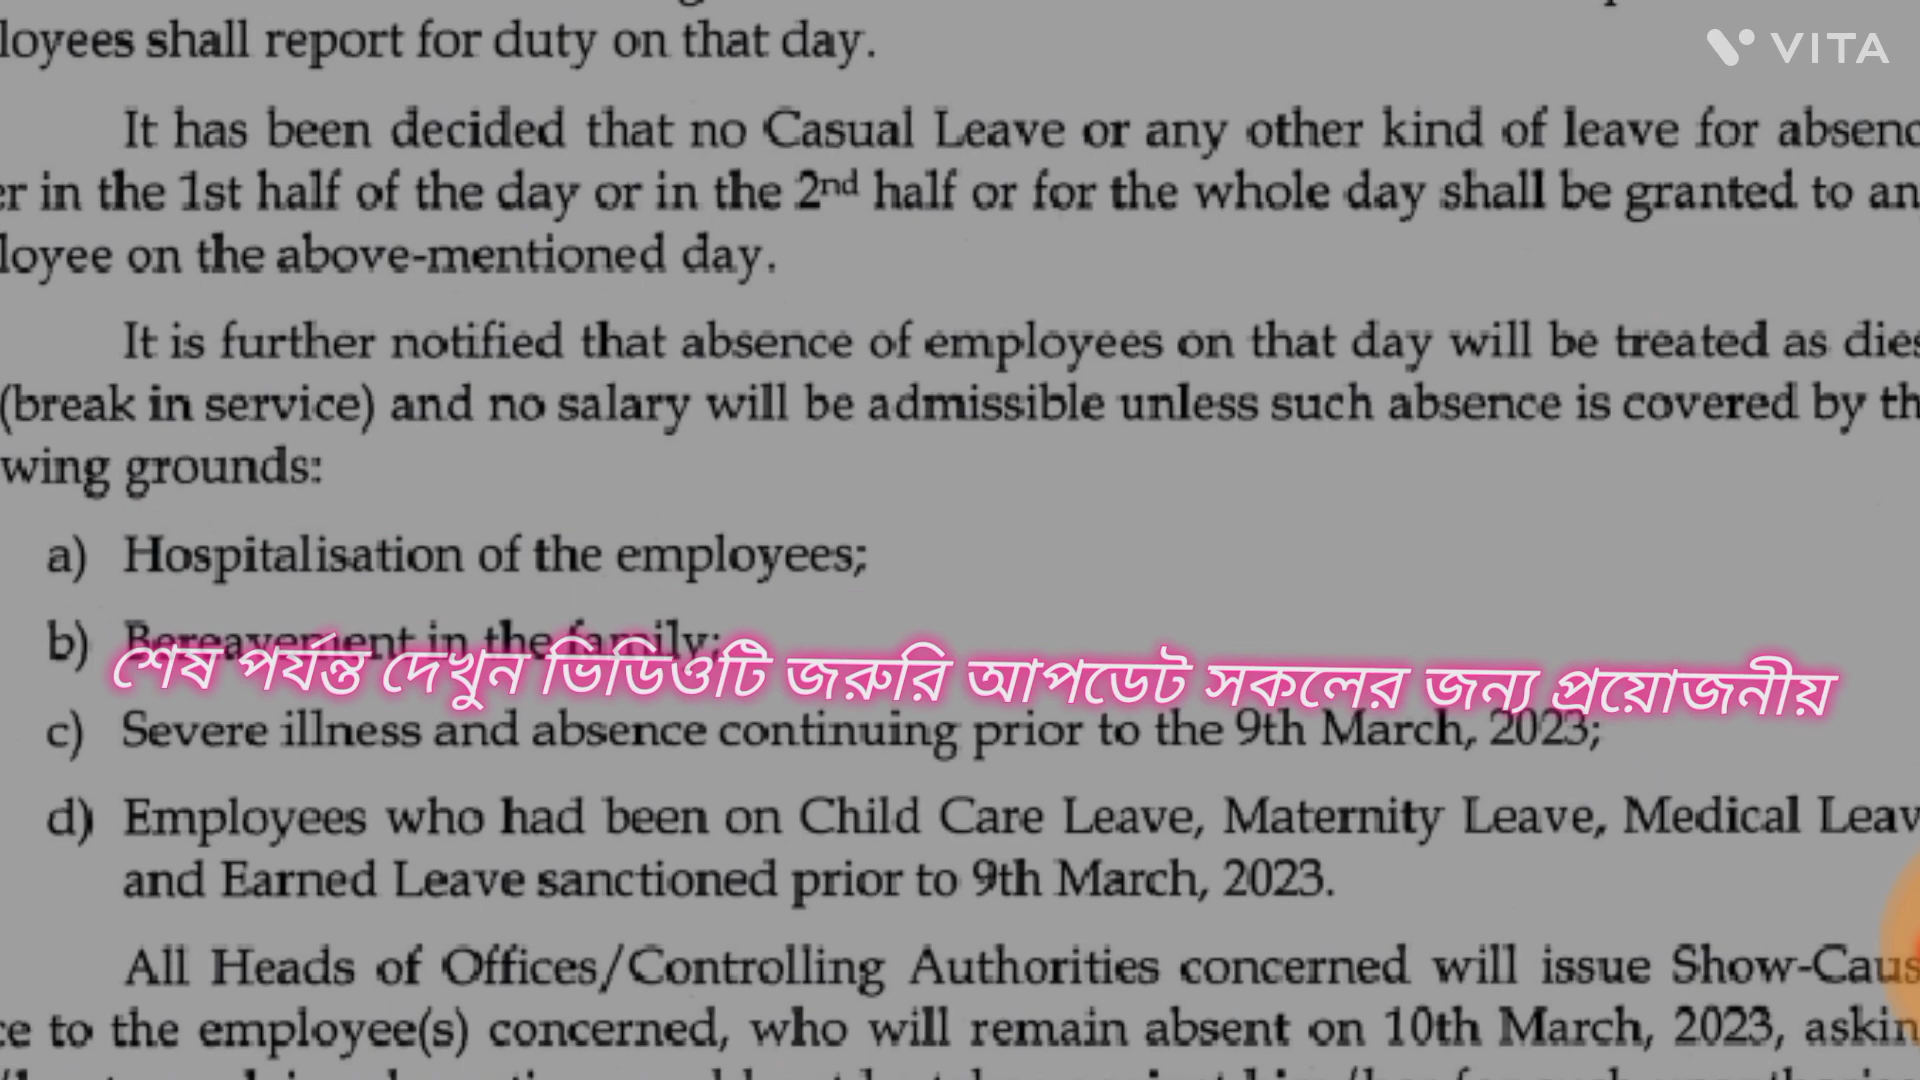 loyees shall report for duty on that day.
VITA
It has been decided that no Casual Leave or any other kind of leave for absenc
er in the 1st half of the day or in the 2nd half or for the whole day shall be granted to an
loyee on the above-mentioned day.
It is further notified that absence of employees on that day will be treated as dies
(break in service) and no salary will be admissible unless such absence is covered by th
wing grounds:
a) Hospitalisation of the employees;
b) Bereavement in the family;
শেষ পর্যন্ত দেখুন ভিডিওটি জরুরি আপডেট সকলের জন্য প্রয়োজনীয়
c) Severe illness and absence continuing prior to the 9th March, 2023;
d) Employees who had been on Child Care Leave, Maternity Leave, Medical Leav
and Earned Leave sanctioned prior to 9th March, 2023.
All Heads of Offices/Controlling Authorities concerned will issue Show-Caus
ce to the employee(s) concerned, who will remain absent on 10th March, 2023, askin